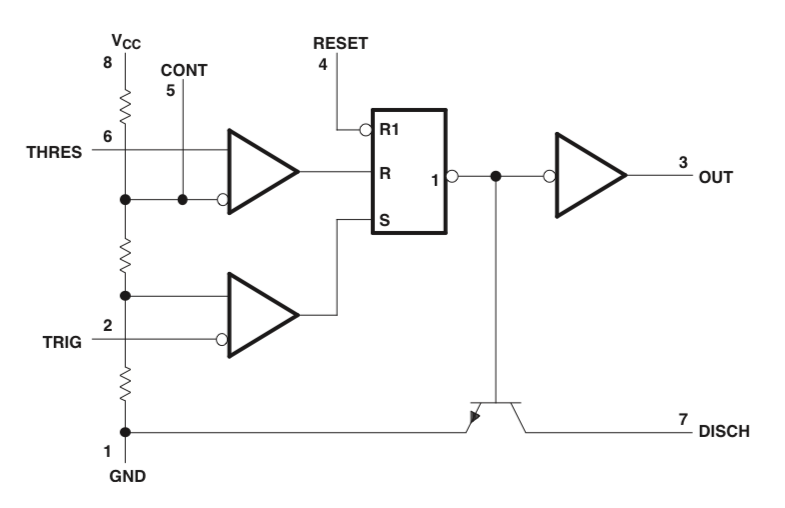 VCC
8
CONT
5
RESET
4
6
THRES
R1
R
1
S
3
OUT
2
TRIG
7
DISCH
1
GND